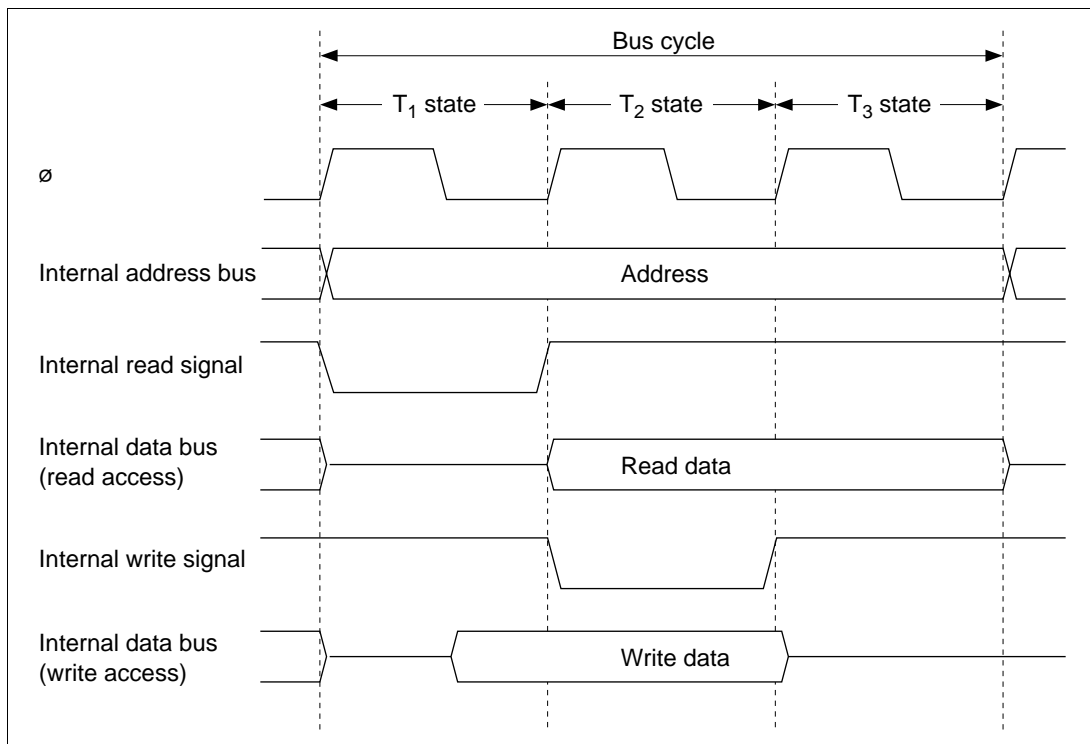 Bus cycle
T1 state
T2 state
T3 state
ø
Internal address bus
Address
Internal read signal
Internal data bus
(read access)
Read data
Internal write signal
Internal data bus
(write access)
Write data